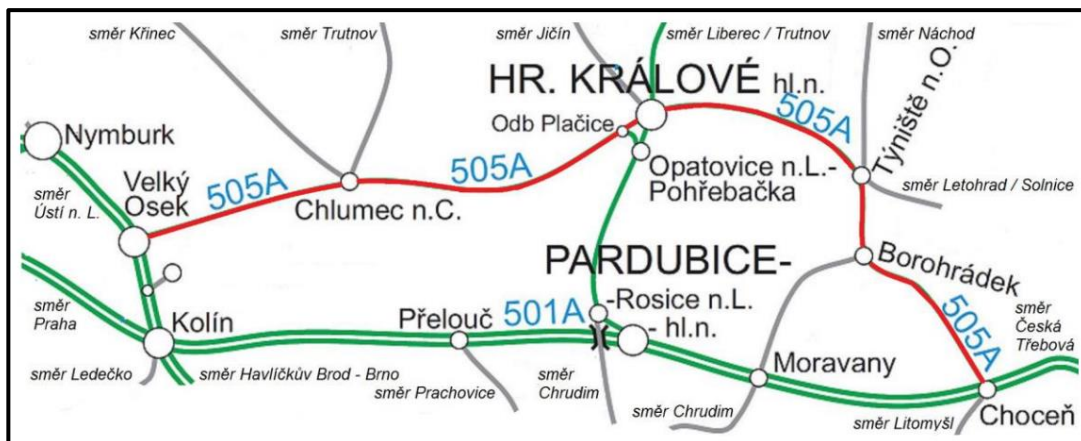 směr Křinec
směr Trutnov
směr Jičín
směr Liberec / Trutnov
směr Náchod
HR. KRÁLOVÉ hl.n.
Nymburk
Odb Plačice
505A
Týniště n.O.
Velký
Osek
505A
505A
Opatovice n.L.-
Pohřebačka
směr
Ústí n. L.
Chlumec n.C.
směr Letohrad / Solnice
PARDUBICE-
Borohrádek
-Rosice n.L.
- hl.n.
501A
Přelouč
směr
Praha
Kolín
505A
směr
Česká
Třebová
Moravany
směr Ledečko
směr Havlíčkův Brod - Brno
směr Prachovice
směr
Chrudim
směr Chrudim
směr Litomyšl
Choceň